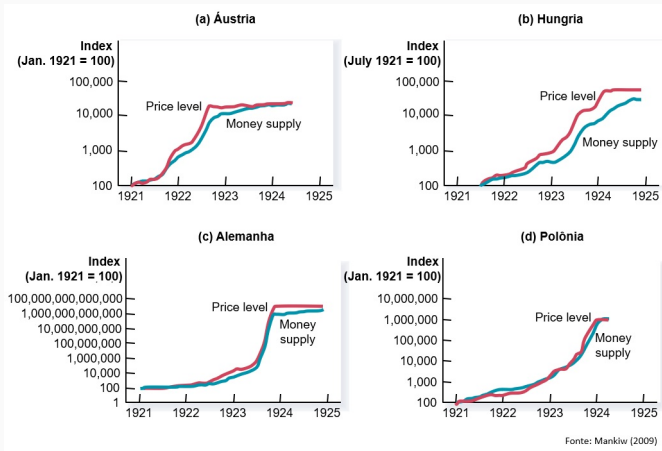 (a) Áustria
Index
(Jan. 1921 = 100)
100,000
10,000
1,000
100
Price level
Money supply
1921 1922 1923 1924 1925
(b) Hungria
Index
(July 1921 = 100)
100,000
10,000
1,000
100
Price level
Money supply
1921 1922 1923 1924 1925
(c) Alemanha
Index
(Jan. 1921 = 100)
100,000,000,000,000
1,000,000,000,000
10,000,000,000
100,000,000
1,000,000
10,000
100
1
Price level
Money
supply
1921 1922 1923 1924 1925
(d) Polônia
Index
(Jan. 1921 = 100)
10,000,000
1,000,000
100,000
10,000
1,000
100
Price level
Money
supply
1921 1922 1923 1924 1925
Fonte: Mankiw (2009)